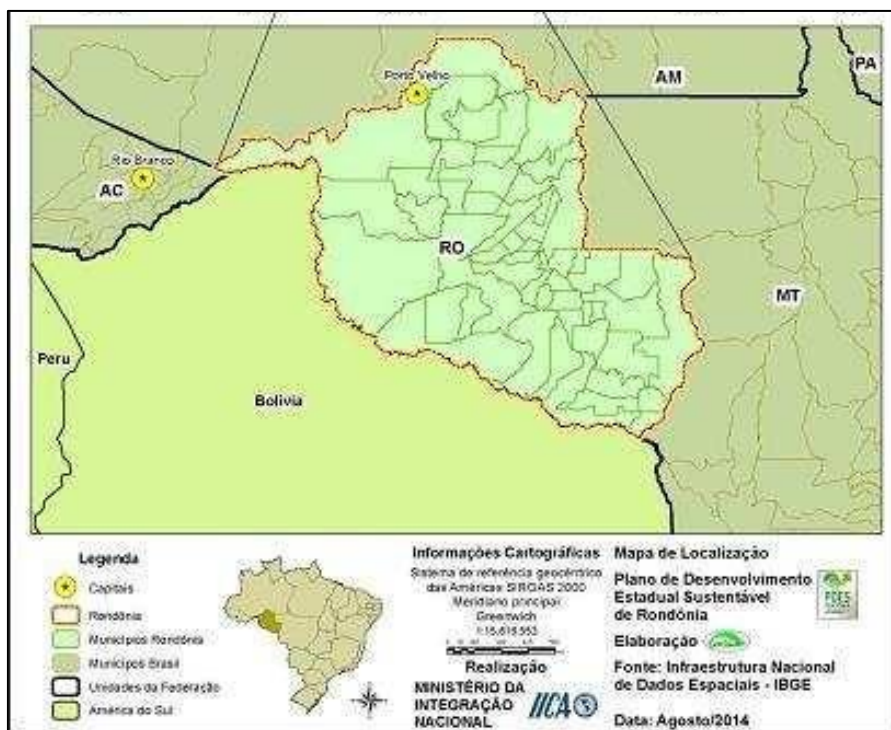 AM
PA
Porto Velho
Rio Branco
AC
RO
MT
Peru
Bolivia
Legenda
Capitais
Rondônia
Municípios Rondônia
Municípios Brasil
Unidades da Federação
América do Sul
Informações Cartográficas
Sistema de referência geocêntrico
das Américas SIRGAS 2000
Meridiano principal:
Greenwich
Realização
MINISTÉRIO DA
INTEGRAÇÃO
NACIONAL
IICA
Mapa de Localização
Plano de Desenvolvimento
Estadual Sustentável
de Rondônia
PDES
Elaboração
Fonte: Infraestrutura Nacional
de Dados Espaciais - IBGE
Data: Agosto/2014